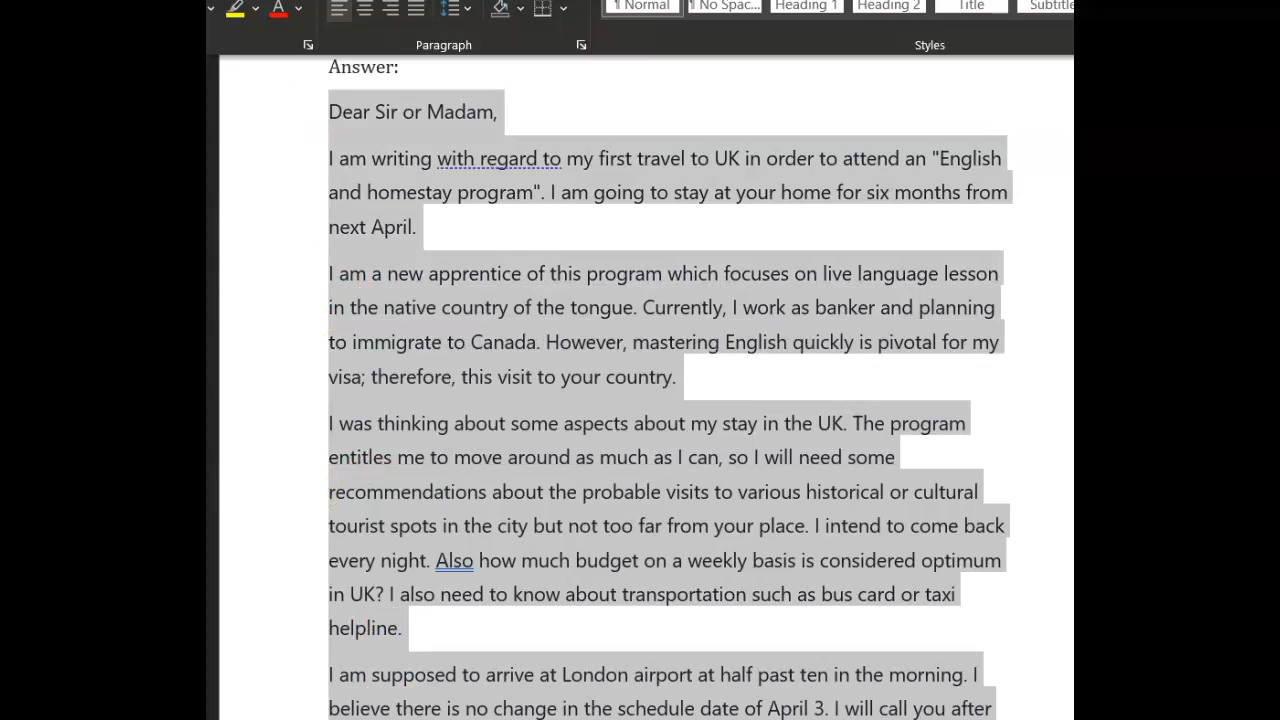 ¶ Normal
¶ No Spac...
Heading 1
Heading 2
Title
Paragraph
Styles
Answer:
Dear Sir or Madam,
I am writing with regard to my first travel to UK in order to attend an "English
and homestay program". I am going to stay at your home for six months from
next April.
I am a new apprentice of this program which focuses on live language lesson
in the native country of the tongue. Currently, I work as banker and planning
to immigrate to Canada. However, mastering English quickly is pivotal for my
visa; therefore, this visit to your country.
I was thinking about some aspects about my stay in the UK. The program
entitles me to move around as much as I can, so I will need some
recommendations about the probable visits to various historical or cultural
tourist spots in the city but not too far from your place. I intend to come back
every night. Also how much budget on a weekly basis is considered optimum
in UK? I also need to know about transportation such as bus card or taxi
helpline.
I am supposed to arrive at London airport at half past ten in the morning. I
believe there is no change in the schedule date of April 3. I will call you after